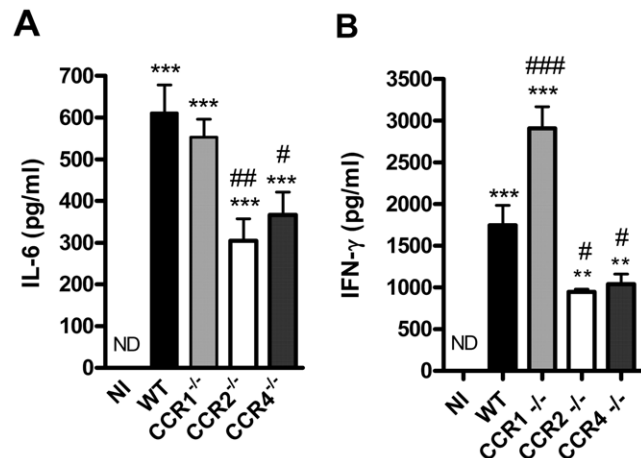 A
IL-6 (pg/ml)
700
600
500
400
300
200
100
0
ND
***
***
##
***
#
***
NI
WT
CCR1-/-
CCR2-/-
CCR4-/-
B
IFN-γ (pg/ml)
3500
3000
2500
2000
1500
1000
500
0
ND
***
###
***
#
**
#
**
NI
WT
CCR1 -/-
CCR2 -/-
CCR4 -/-